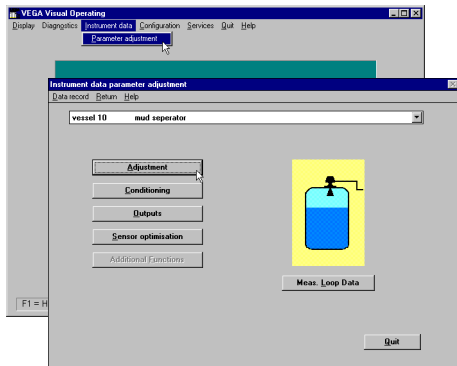 VEGA Visual Operating
Display Diagnostics Instrument data Configuration Services Quit Help
Parameter adjustment
Instrument data parameter adjustment
Data record Return Help
vessel 10 mud seperator
Adjustment
Conditioning
Outputs
Sensor optimisation
Additional Functions
Meas. Loop Data
F1 = H
Quit